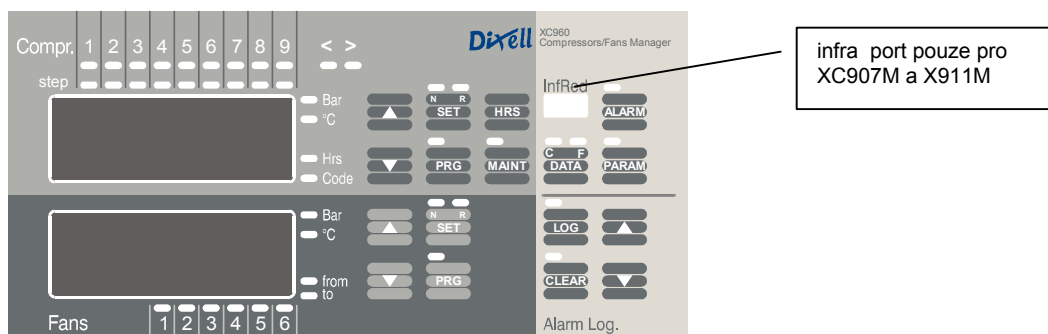 Compr. 1 2 3 4 5 6 7 8 9 < >
step
Bar
°C
Hrs
Code
N R
SET
HRS
PRG
MAINT
Dixell
XC960
Compressors/Fans Manager
InfRed
ALARM
C F
DATA
PARAM
Bar
°C
from
to
N R
SET
PRG
LOG
CLEAR
Fans 1 2 3 4 5 6
Alarm Log.
infra port pouze pro
XC907M a X911M